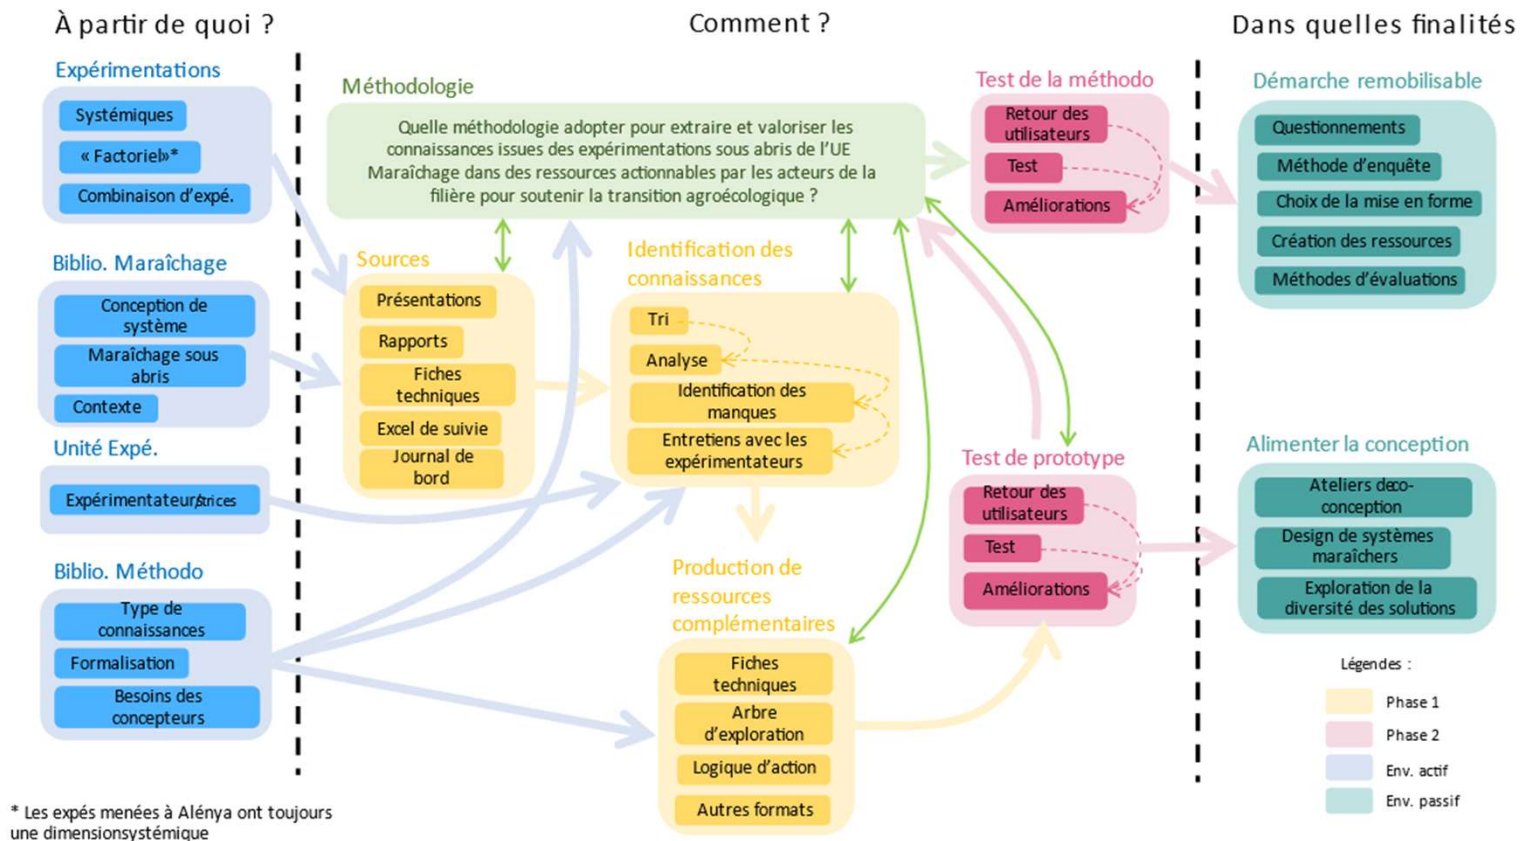 À partir de quoi ?
Comment ?
Dans quelles finalités
Expérimentations
Systémiques
« Factoriel»*
Combinaison d’expé.
Biblio. Maraîchage
Conception de
système
Maraîchage sous
abris
Contexte
Unité Expé.
Expérimentateurs/trices
Biblio. Méthodo
Type de
connaissances
Formalisation
Besoins des
concepteurs
* Les expés menées à Alénya ont toujours
une dimensionsystémique
Méthodologie
Quelle méthodologie adopter pour extraire et valoriser les
connaissances issues des expérimentations sous abris de l’UE
Maraîchage dans des ressources actionnables par les acteurs de la
filière pour soutenir la transition agroécologique ?
Sources
Présentations
Rapports
Fiches
techniques
Excel de suivie
Journal de
bord
Identification des
connaissances
Tri
Analyse
Identification des
manques
Entretiens avec les
expérimentateurs
Production de
ressources
complémentaires
Fiches
techniques
Arbre
d’exploration
Logique d’action
Autres formats
Test de la méthodo
Retour des
utilisateurs
Test
Améliorations
Test de prototype
Retour des
utilisateurs
Test
Améliorations
Démarche remobilisable
Questionnements
Méthode d’enquête
Choix de la mise en forme
Création des ressources
Méthodes d’évaluations
Alimenter la conception
Ateliers deco-
conception
Design de systèmes
maraîchers
Exploration de la
diversité des solutions
Légendes :
Phase 1
Phase 2
Env. actif
Env. passif